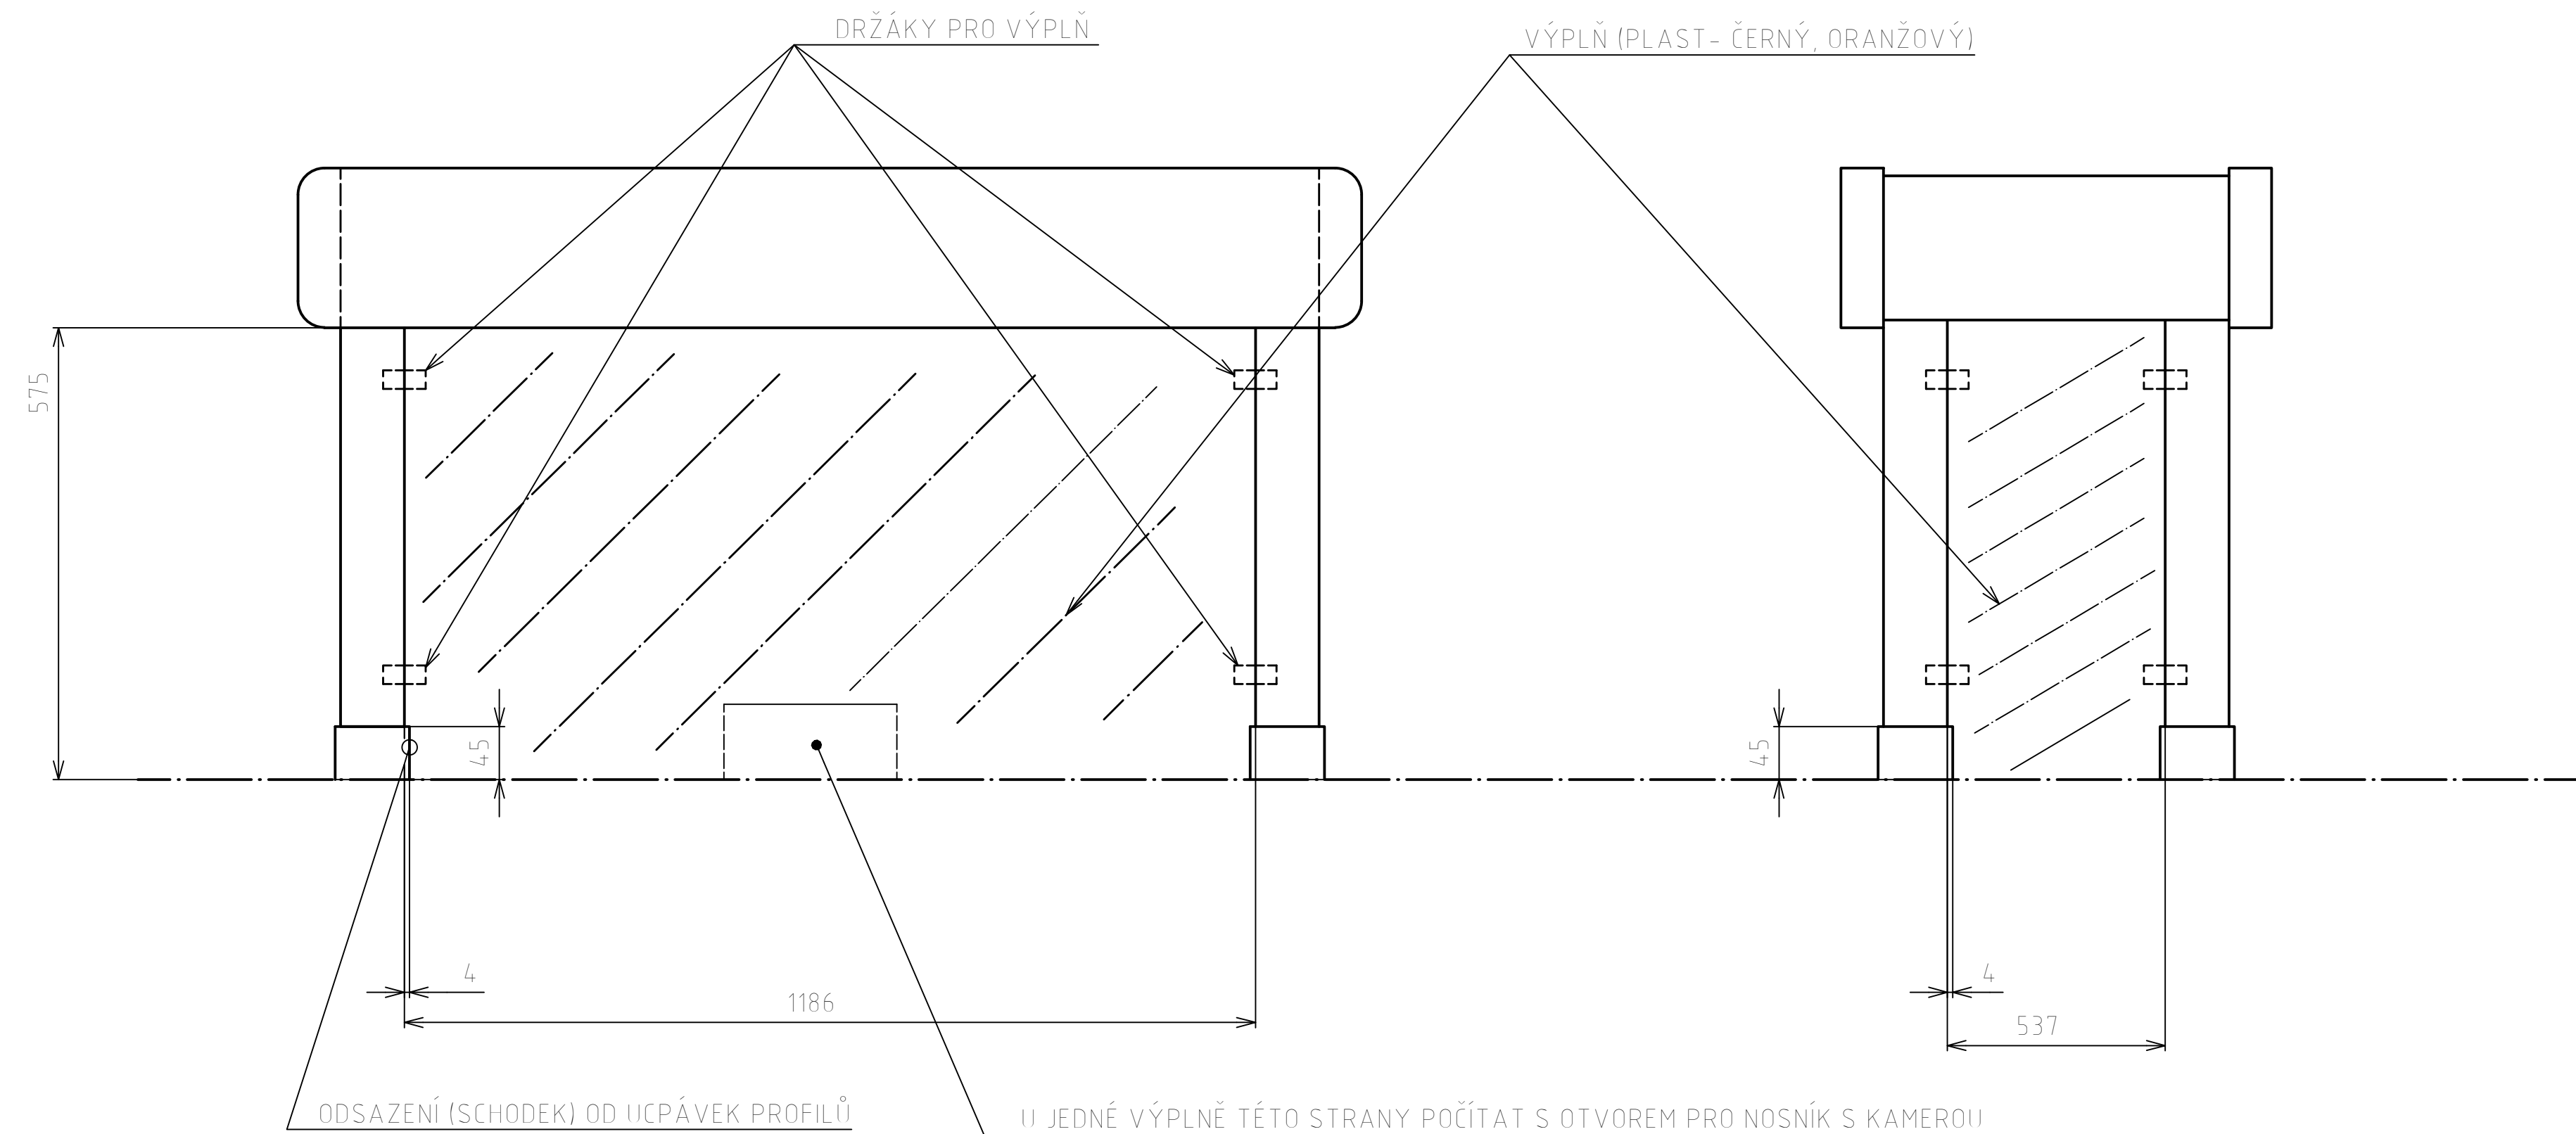 DRŽÁKY PRO VÝPLŇ
VÝPLŇ (PLAST- ČERNÝ, ORANŽOVÝ)
575
45
45
4
4
1186
537
ODSAZENÍ (SCHODEK) OD UCPÁVEK PROFILŮ
U JEDNÉ VÝPLNĚ TÉTO STRANY POČÍTAT S OTVOREM PRO NOSNÍK S KAMEROU